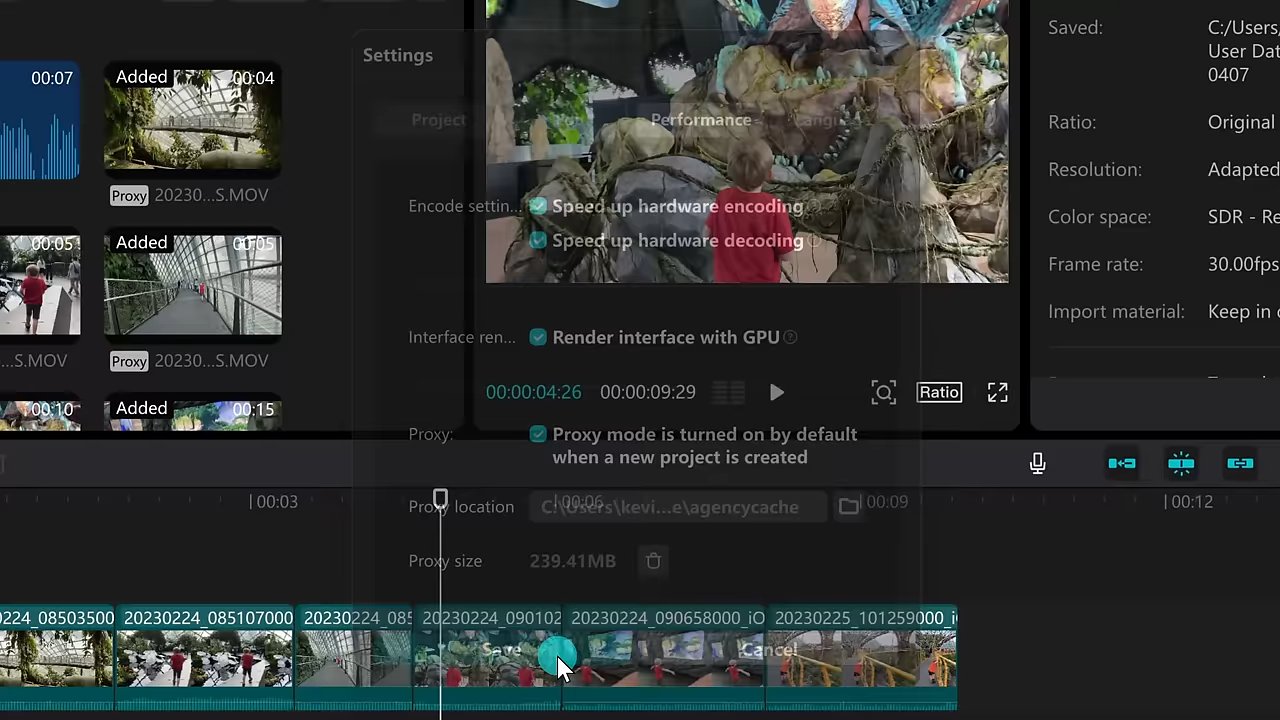 Saved:
C:/Users/
User Dat
0407
Settings
00:07
Added
00:04
Project
Performance
Language
Ratio:
Original
Resolution:
Adapted
Proxy
20230...S.MOV
Encode settin...
Speed up hardware encoding
Color space:
SDR - Re
00:05
Added
00:05
Speed up hardware decoding
Frame rate:
30.00fps
Import material:
Keep in
Interface ren...
Render interface with GPU
...S.MOV
Proxy
20230...S.MOV
00:00:04:26
00:00:09:29
Ratio
00:10
Added
00:15
Proxy:
Proxy mode is turned on by default
when a new project is created
00:03
00:06
00:09
00:12
Proxy location
C:\Users\kevi...e\agencycache
Proxy size
239.41MB
224_08503500
20230224_085107000
20230224_085
20230224_090102
20230224_090658000_iO
20230225_101259000_i
Save
Cancel